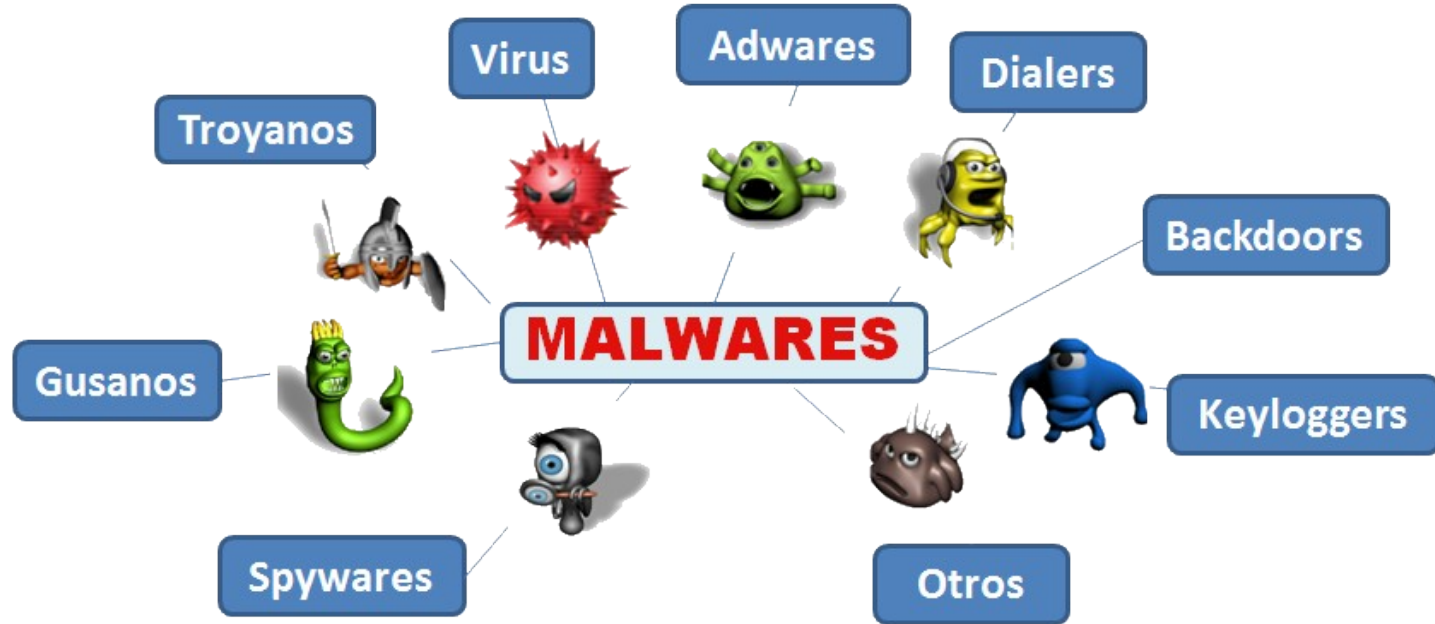 Virus
Adwares
Dialers
Troyanos
Backdoors
MALWARES
Gusanos
Keyloggers
Spywares
Otros